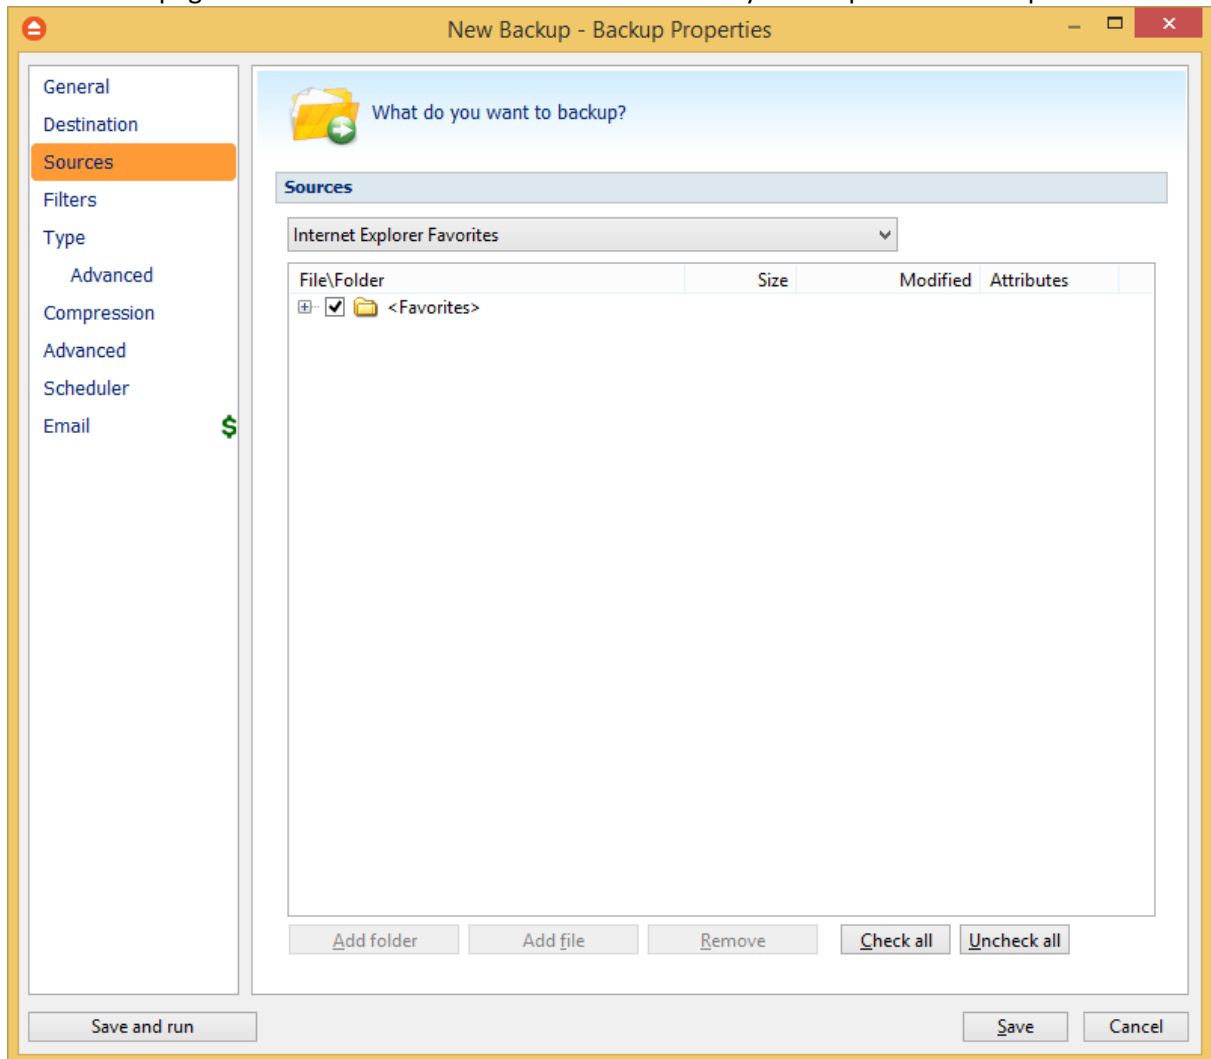 New Backup - Backup Properties
General
Destination
Sources
Filters
Type
Advanced
Compression
Advanced
Scheduler
Email $
What do you want to backup?
Sources
Internet Explorer Favorites
File\Folder Size Modified Attributes
<Favorites>
Add folder Add file Remove Check all Uncheck all
Save and run Save Cancel